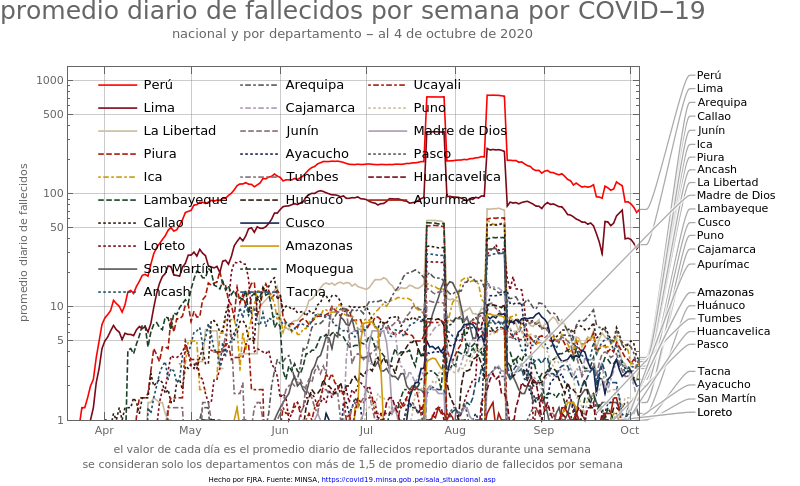 promedio diario de fallecidos por semana por COVID−19
nacional y por departamento − al 4 de octubre de 2020
promedio diario de fallecidos
1000
500
100
50
10
5
1
Apr
May
Jun
Jul
Aug
Sep
Oct
Perú
Lima
La Libertad
Piura
Ica
Lambayeque
Callao
Loreto
San Martín
Ancash
Arequipa
Cajamarca
Junín
Ayacucho
Tumbes
Huánuco
Cusco
Amazonas
Moquegua
Tacna
Ucayali
Puno
Madre de Dios
Pasco
Huancavelica
Apurímac
Perú
Lima
Arequipa
Callao
Junín
Ica
Piura
Ancash
La Libertad
Madre de Dios
Lambayeque
Cusco
Puno
Cajamarca
Apurímac
Amazonas
Huánuco
Tumbes
Huancavelica
Pasco
Tacna
Ayacucho
San Martín
Loreto
el valor de cada día es el promedio diario de fallecidos reportados durante una semana
se consideran solo los departamentos con más de 1,5 de promedio diario de fallecidos por semana
Hecho por FJRA. Fuente: MINSA, https://covid19.minsa.gob.pe/sala_situacional.asp